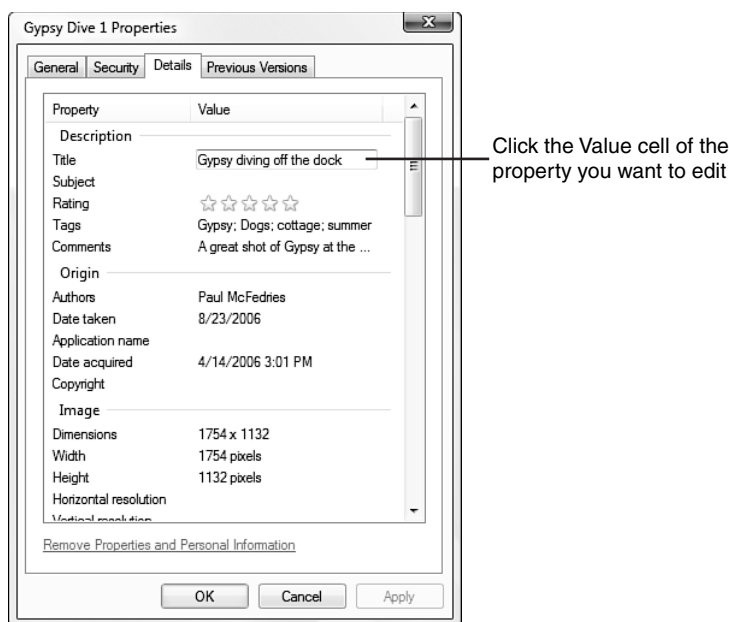 Gypsy Dive 1 Properties
General Security Details Previous Versions
Property Value
Description
Title Gypsy diving off the dock
Subject
Rating
Tags Gypsy; Dogs; cottage; summer
Comments A great shot of Gypsy at the ...
Origin
Authors Paul McFedries
Date taken 8/23/2006
Application name
Date acquired 4/14/2006 3:01 PM
Copyright
Image
Dimensions 1754 x 1132
Width 1754 pixels
Height 1132 pixels
Horizontal resolution
Vertical resolution
Remove Properties and Personal Information
OK Cancel Apply
Click the Value cell of the
property you want to edit